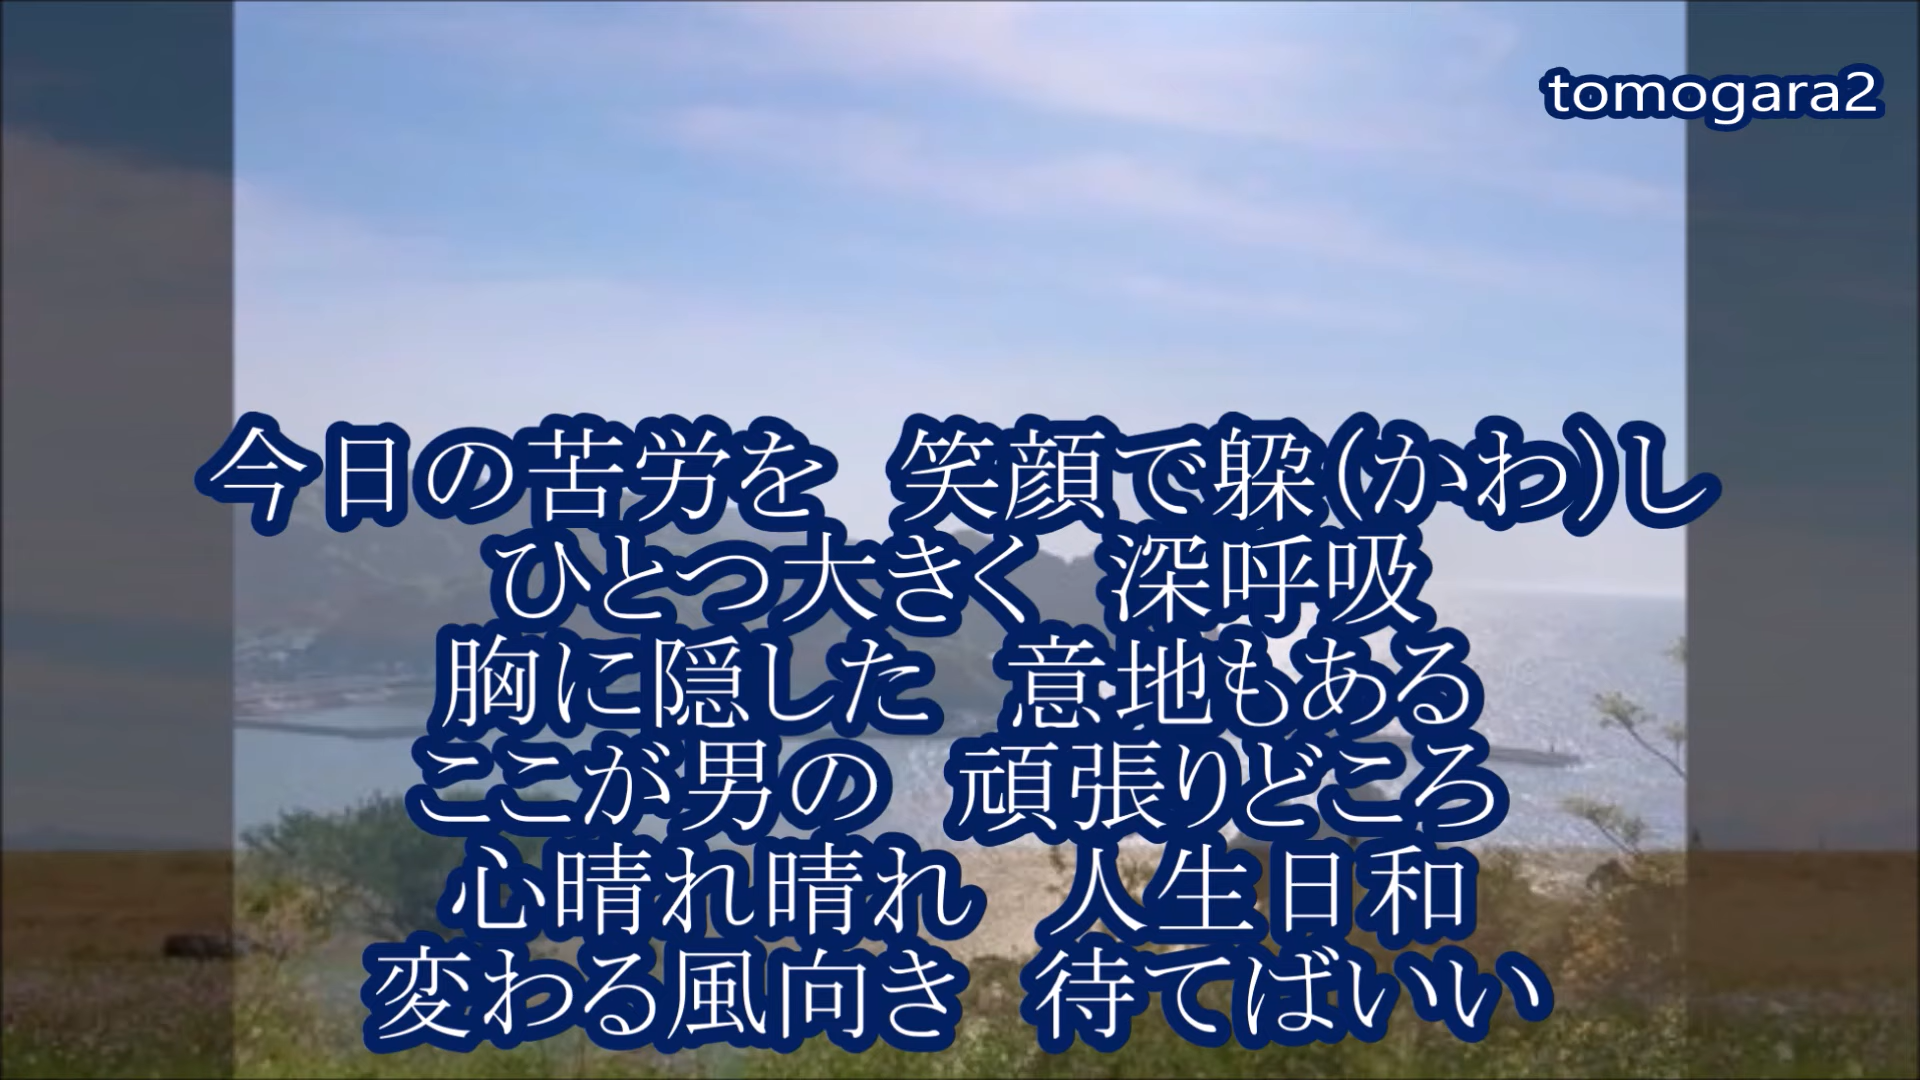 tomogara2
今日の苦労を　笑顔で躱(かわ)し
ひとつ大きく　深呼吸
胸に隠した　意地もある
ここが男の　頑張りどころ
心晴れ晴れ　人生日和
変わる風向き　待てばいい